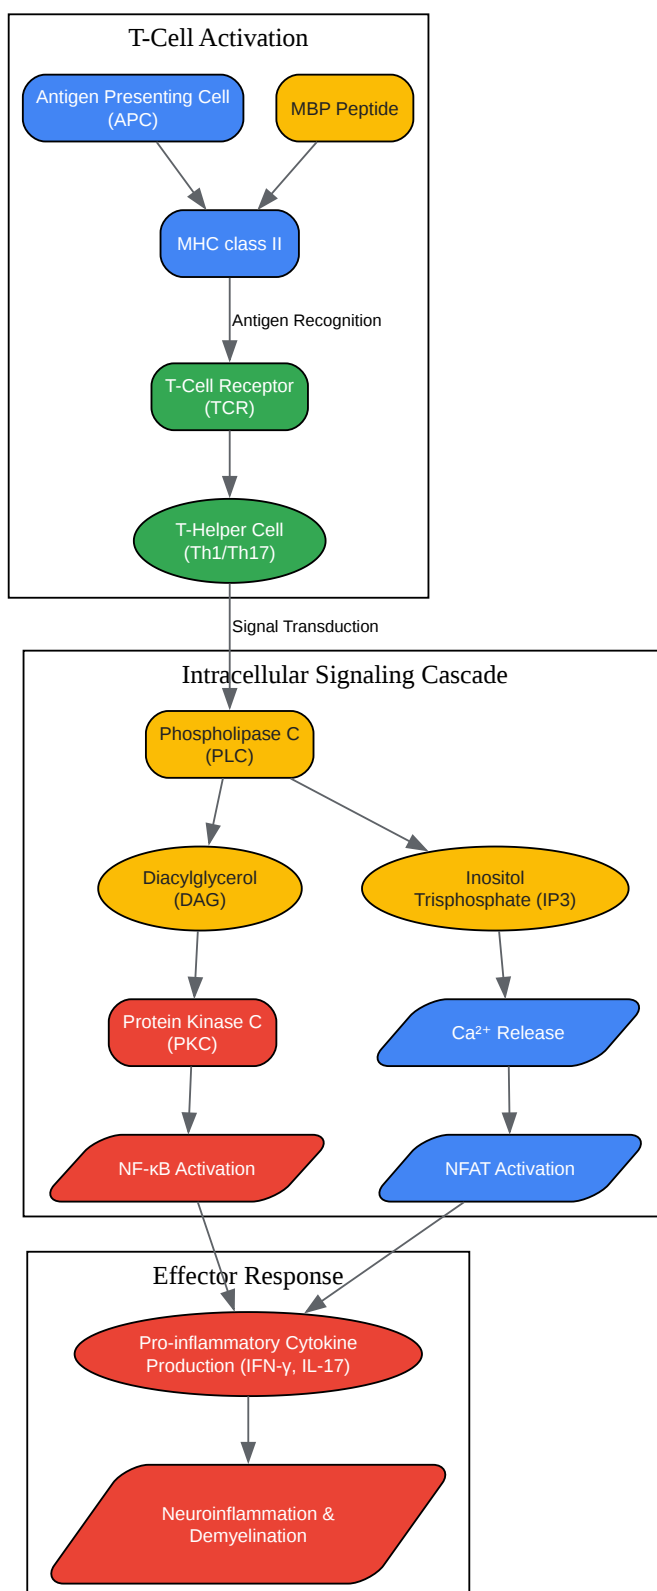 T-Cell Activation
Antigen Presenting Cell
(APC)
MBP Peptide
MHC class II
Antigen Recognition
T-Cell Receptor
(TCR)
T-Helper Cell
(Th1/Th17)
Signal Transduction
Intracellular Signaling Cascade
Phospholipase C
(PLC)
Diacylglycerol
(DAG)
Inositol
Trisphosphate (IP3)
Protein Kinase C
(PKC)
Ca²⁺ Release
NF-κB Activation
NFAT Activation
Effector Response
Pro-inflammatory Cytokine
Production (IFN-γ, IL-17)
Neuroinflammation &
Demyelination